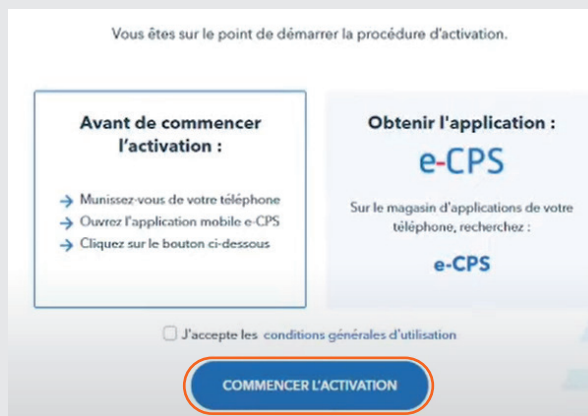 Vous êtes sur le point de démarrer la procédure d'activation.
Avant de commencer
l'activation :
Munissez-vous de votre téléphone
Ouvrez l'application mobile e-CPS
Cliquez sur le bouton ci-dessous
Obtenir l'application :
e-CPS
Sur le magasin d'applications de votre
téléphone, recherchez :
e-CPS
J'accepte les conditions générales d'utilisation
COMMENCER L'ACTIVATION